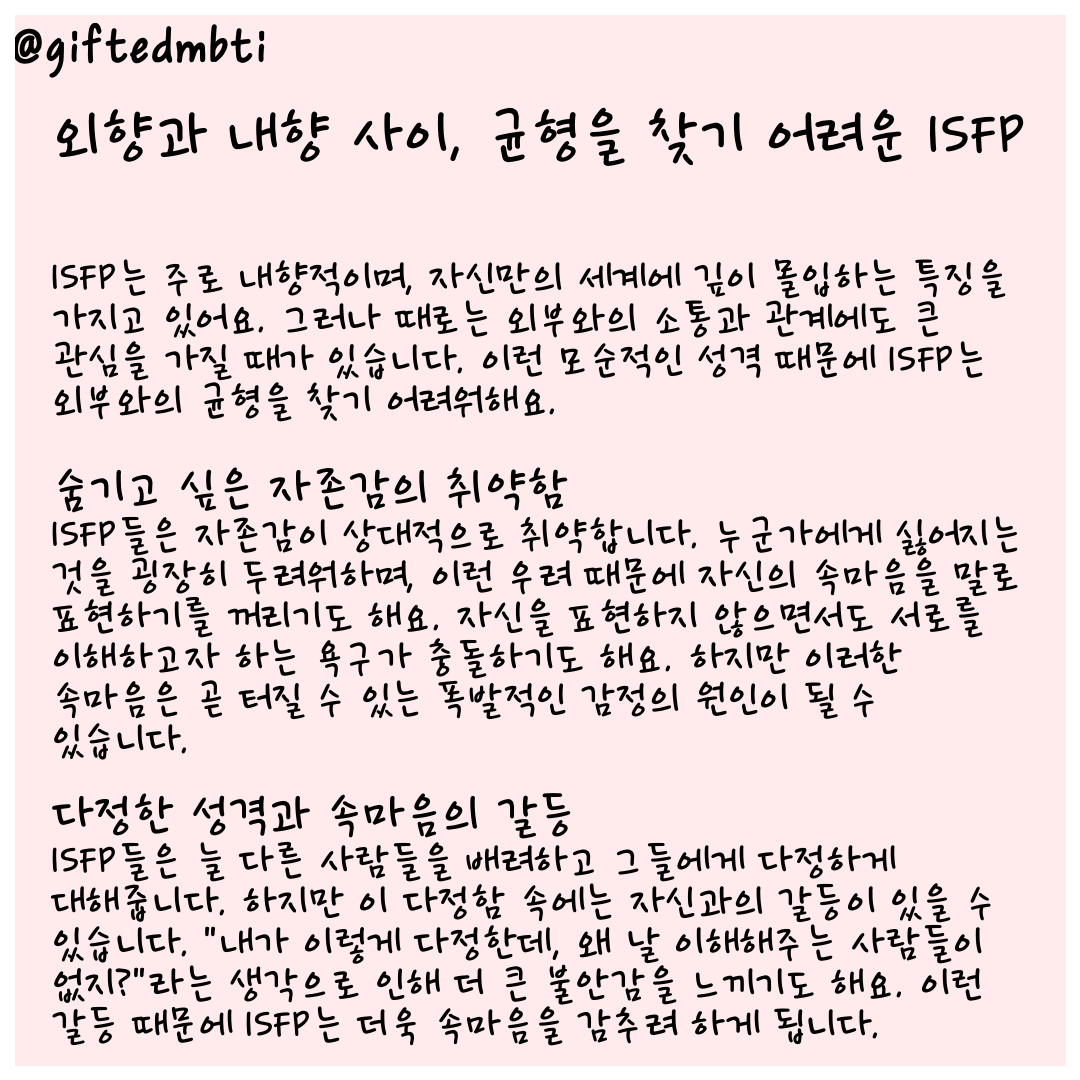 @giftedmbti
외향과 내향 사이, 균형을 찾기 어려운 ISFP
ISFP는 주로 내향적이며, 자신만의 세계에 깊이 몰입하는 특징을
가지고 있어요. 그러나 때로는 외부와의 소통과 관계에도 큰
관심을 가질 때가 있습니다. 이런 모순적인 성격 때문에 ISFP는
외부와의 균형을 찾기 어려워해요.
숨기고 싶은 자존감의 취약함
ISFP들은 자존감이 상대적으로 취약합니다. 누군가에게 싫어지는
것을 굉장히 두려워하며, 이런 우려 때문에 자신의 속마음을 말로
표현하기를 꺼리기도 해요. 자신을 표현하지 않으면서도 서로를
이해하고자 하는 욕구가 충돌하기도 해요. 하지만 이러한
속마음은 곧 터질 수 있는 폭발적인 감정의 원인이 될 수
있습니다.
다정한 성격과 속마음의 갈등
ISFP들은 늘 다른 사람들을 배려하고 그들에게 다정하게
대해줍니다. 하지만 이 다정함 속에는 자신과의 갈등이 있을 수
있습니다. "내가 이렇게 다정한데, 왜 날 이해해주는 사람들이
없지?"라는 생각으로 인해 더 큰 불안감을 느끼기도 해요. 이런
갈등 때문에 ISFP는 더욱 속마음을 감추려 하게 됩니다.